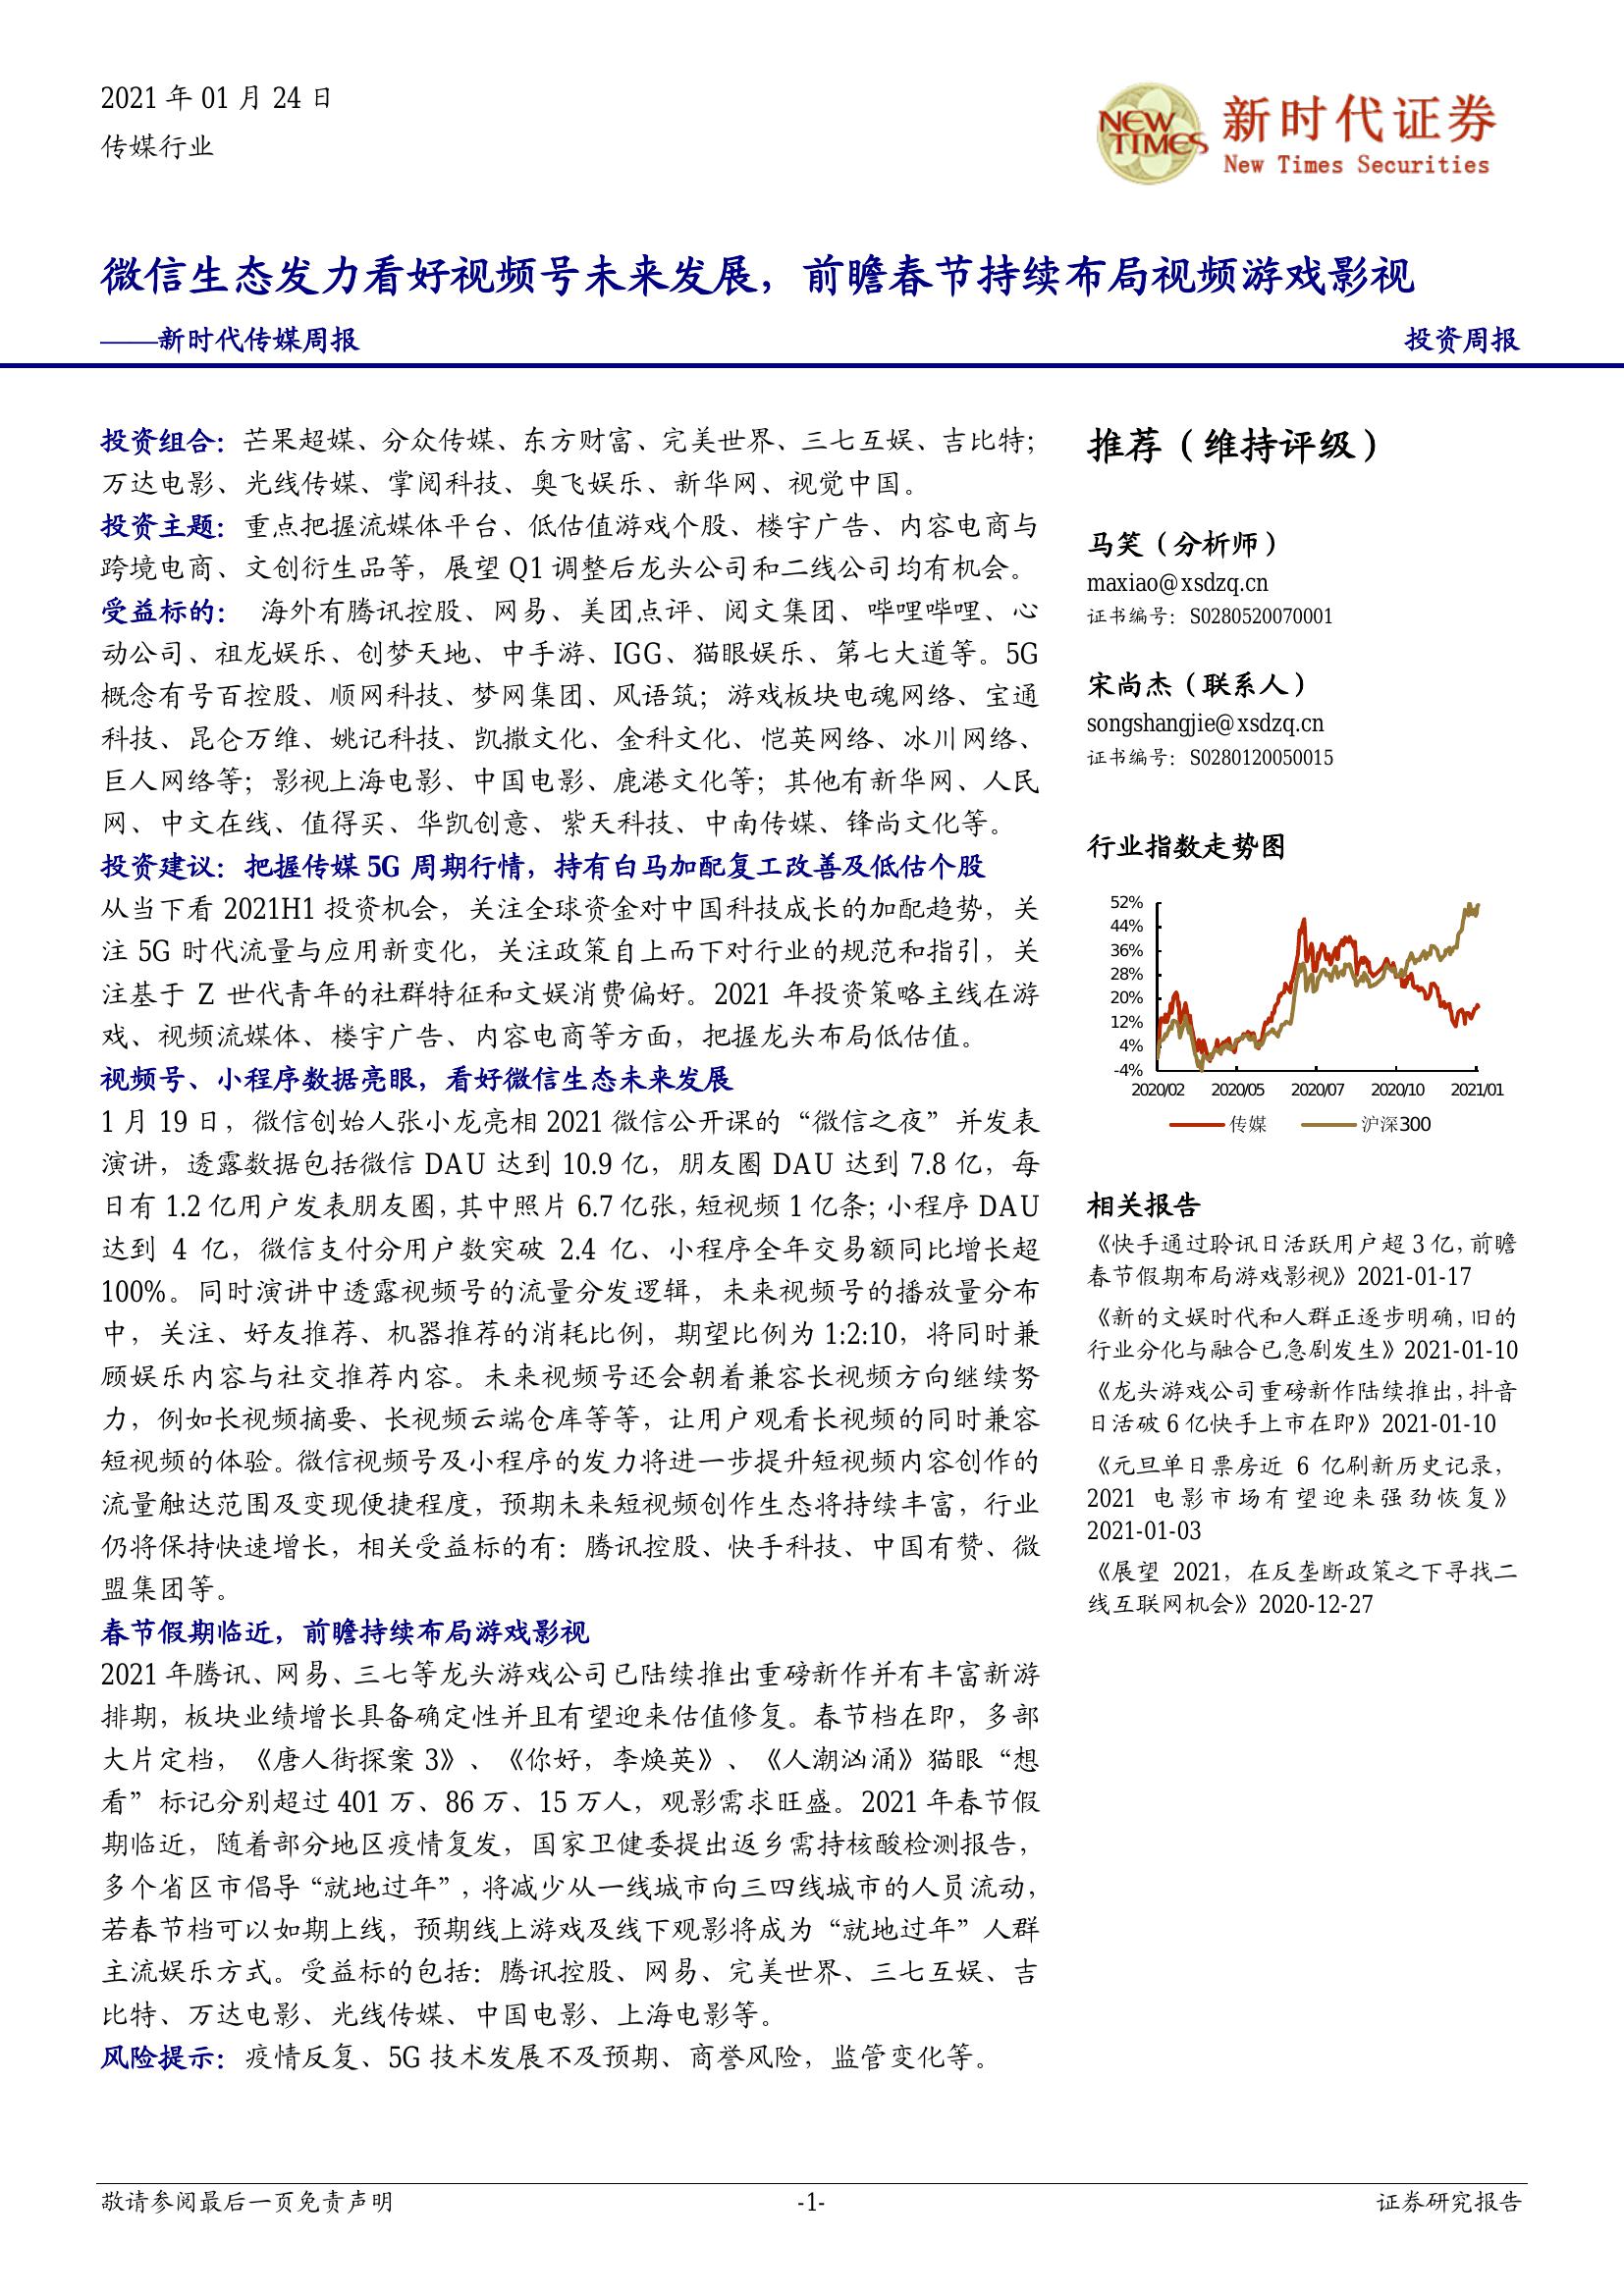 2021 年 01 月 24 日
传媒行业
NEW TIMES
新时代证券
New Times Securities
微信生态发力看好视频号未来发展，前瞻春节持续布局视频游戏影视
——新时代传媒周报
投资周报
投资组合：芒果超媒、分众传媒、东方财富、完美世界、三七互娱、吉比特；
万达电影、光线传媒、掌阅科技、奥飞娱乐、新华网、视觉中国。
投资主题：重点把握流媒体平台、低估值游戏个股、楼宇广告、内容电商与
跨境电商、文创衍生品等，展望 Q1 调整后龙头公司和二线公司均有机会。
受益标的： 海外有腾讯控股、网易、美团点评、阅文集团、哔哩哔哩、心
动公司、祖龙娱乐、创梦天地、中手游、IGG、猫眼娱乐、第七大道等。5G
概念有号百控股、顺网科技、梦网集团、风语筑；游戏板块电魂网络、宝通
科技、昆仑万维、姚记科技、凯撒文化、金科文化、恺英网络、冰川网络、
巨人网络等；影视上海电影、中国电影、鹿港文化等；其他有新华网、人民
网、中文在线、值得买、华凯创意、紫天科技、中南传媒、锋尚文化等。
投资建议：把握传媒 5G 周期行情，持有白马加配复工改善及低估个股
从当下看 2021H1 投资机会，关注全球资金对中国科技成长的加配趋势，关
注 5G 时代流量与应用新变化，关注政策自上而下对行业的规范和指引，关
注基于 Z 世代青年的社群特征和文娱消费偏好。2021 年投资策略主线在游
戏、视频流媒体、楼宇广告、内容电商等方面，把握龙头布局低估值。
视频号、小程序数据亮眼，看好微信生态未来发展
1 月 19 日，微信创始人张小龙亮相 2021 微信公开课的“微信之夜”并发表
演讲，透露数据包括微信 DAU 达到 10.9 亿，朋友圈 DAU 达到 7.8 亿，每
日有 1.2 亿用户发表朋友圈，其中照片 6.7 亿张，短视频 1 亿条；小程序 DAU
达到 4 亿，微信支付分用户数突破 2.4 亿、小程序全年交易额同比增长超
100%。同时演讲中透露视频号的流量分发逻辑，未来视频号的播放量分布
中，关注、好友推荐、机器推荐的消耗比例，期望比例为 1:2:10，将同时兼
顾娱乐内容与社交推荐内容。未来视频号还会朝着兼容长视频方向继续努
力，例如长视频摘要、长视频云端仓库等等，让用户观看长视频的同时兼容
短视频的体验。微信视频号及小程序的发力将进一步提升短视频内容创作的
流量触达范围及变现便捷程度，预期未来短视频创作生态将持续丰富，行业
仍将保持快速增长，相关受益标的有：腾讯控股、快手科技、中国有赞、微
盟集团等。
春节假期临近，前瞻持续布局游戏影视
2021 年腾讯、网易、三七等龙头游戏公司已陆续推出重磅新作并有丰富新游
排期，板块业绩增长具备确定性并且有望迎来估值修复。春节档在即，多部
大片定档，《唐人街探案 3》、《你好，李焕英》、《人潮汹涌》猫眼“想
看”标记分别超过 401 万、86 万、15 万人，观影需求旺盛。2021 年春节假
期临近，随着部分地区疫情复发，国家卫健委提出返乡需持核酸检测报告，
多个省区市倡导“就地过年”，将减少从一线城市向三四线城市的人员流动，
若春节档可以如期上线，预期线上游戏及线下观影将成为“就地过年”人群
主流娱乐方式。受益标的包括：腾讯控股、网易、完美世界、三七互娱、吉
比特、万达电影、光线传媒、中国电影、上海电影等。
风险提示：疫情反复、5G 技术发展不及预期、商誉风险，监管变化等。
推荐（维持评级）
马笑（分析师）
maxiao@xsdzq.cn
证书编号：S0280520070001
宋尚杰（联系人）
songshangjie@xsdzq.cn
证书编号：S0280120050015
行业指数走势图
52%
44%
36%
28%
20%
12%
4%
-4%
2020/02 2020/05 2020/07 2020/10 2021/01
传媒 沪深300
相关报告
《快手通过聆讯日活跃用户超 3 亿，前瞻
春节假期布局游戏影视》2021-01-17
《新的文娱时代和人群正逐步明确，旧的
行业分化与融合已急剧发生》2021-01-10
《龙头游戏公司重磅新作陆续推出，抖音
日活破 6 亿快手上市在即》2021-01-10
《元旦单日票房近 6 亿刷新历史记录，
2021 电影市场有望迎来强劲恢复》
2021-01-03
《展望 2021，在反垄断政策之下寻找二
线互联网机会》2020-12-27
敬请参阅最后一页免责声明
-1-
证券研究报告